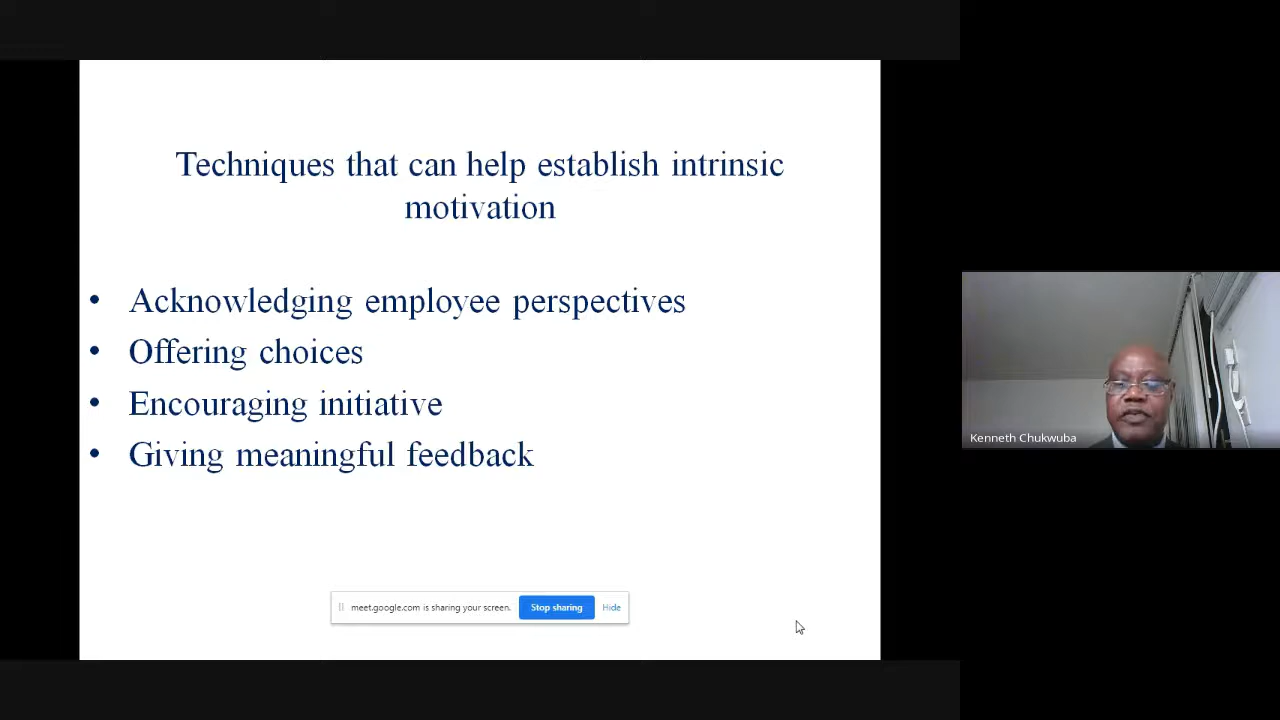 Techniques that can help establish intrinsic
motivation
• Acknowledging employee perspectives
• Offering choices
• Encouraging initiative
• Giving meaningful feedback
meet.google.com is sharing your screen. Stop sharing Hide
Kenneth Chukwuba